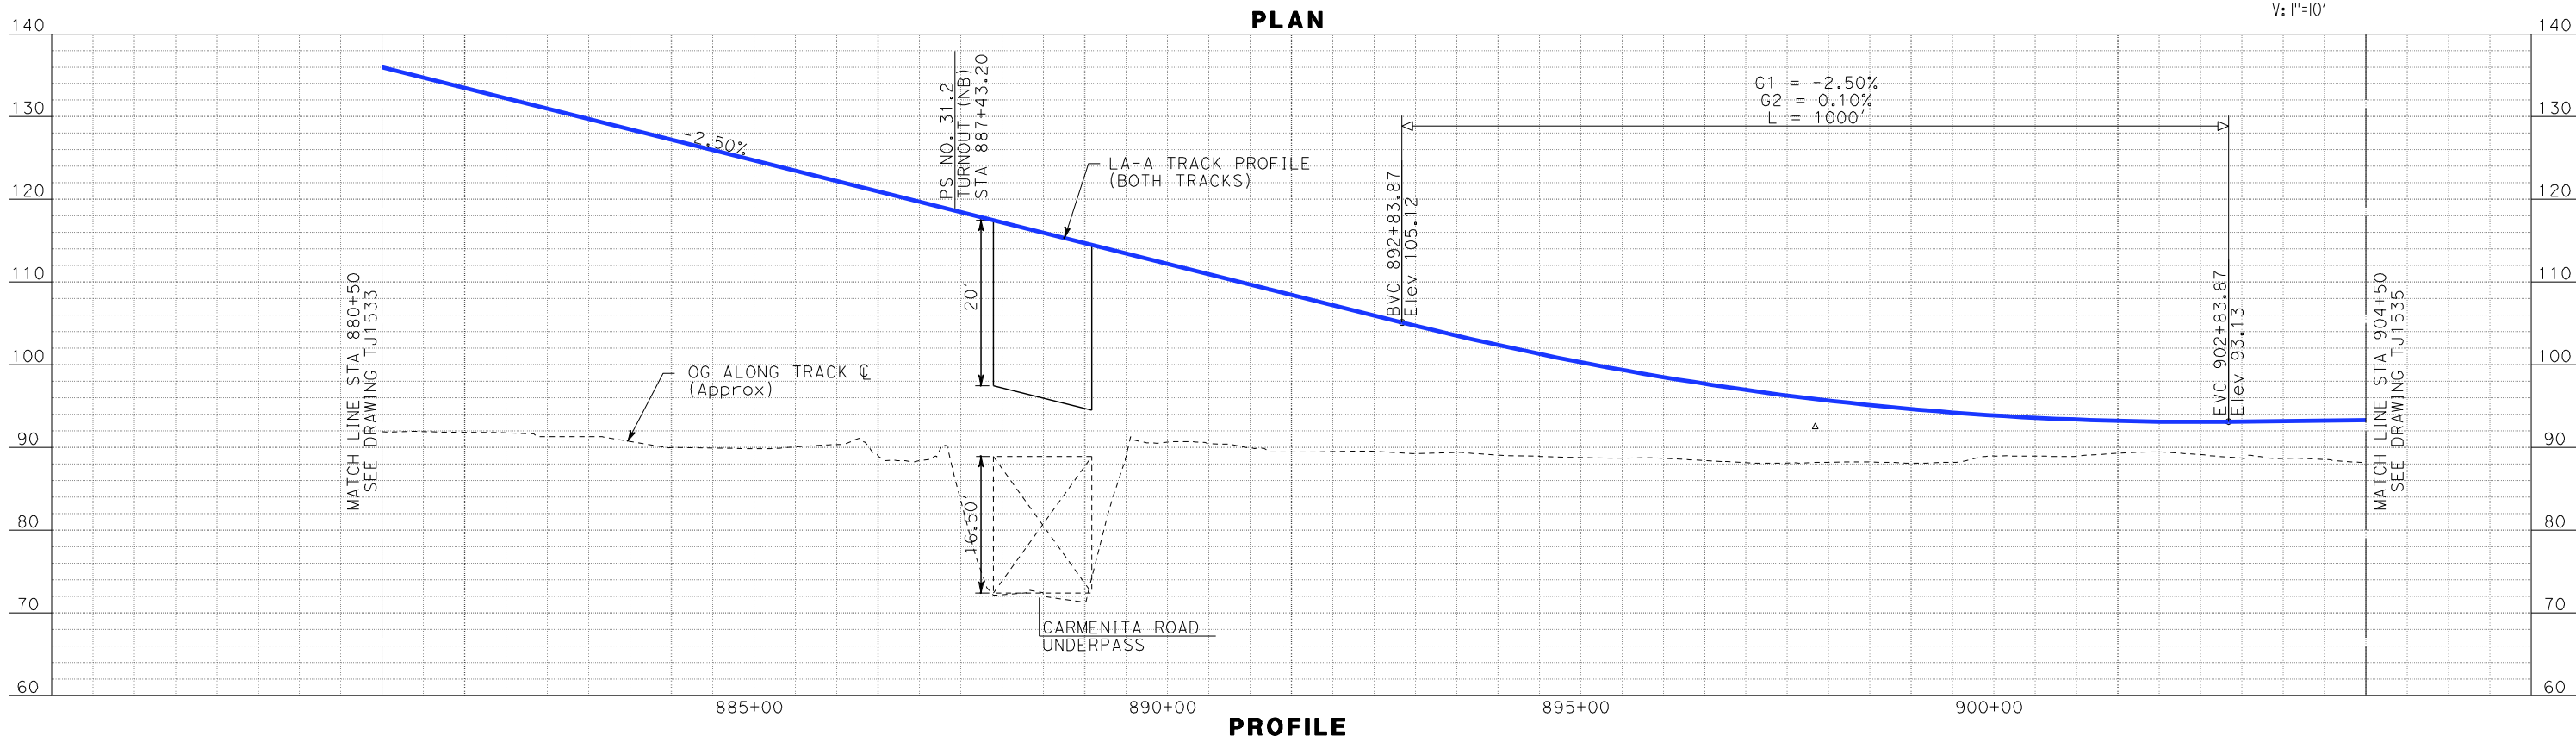 PLAN
V: 1"=10'
140
130
120
110
100
90
80
70
60
MATCH LINE STA 880+50
SEE DRAWING TJ1533
-2.50%
OG ALONG TRACK ℄
(Approx)
PS NO. 31.2
TURNOUT (NB)
STA 887+43.20
20'
16.50'
LA-A TRACK PROFILE
(BOTH TRACKS)
CARMENITA ROAD
UNDERPASS
BVC 892+83.87
Elev 105.12
G1 = -2.50%
G2 = 0.10%
L = 1000'
EVC 902+83.87
Elev 93.13
MATCH LINE STA 904+50
SEE DRAWING TJ1535
140
130
120
110
100
90
80
70
60
885+00
890+00
895+00
900+00
PROFILE